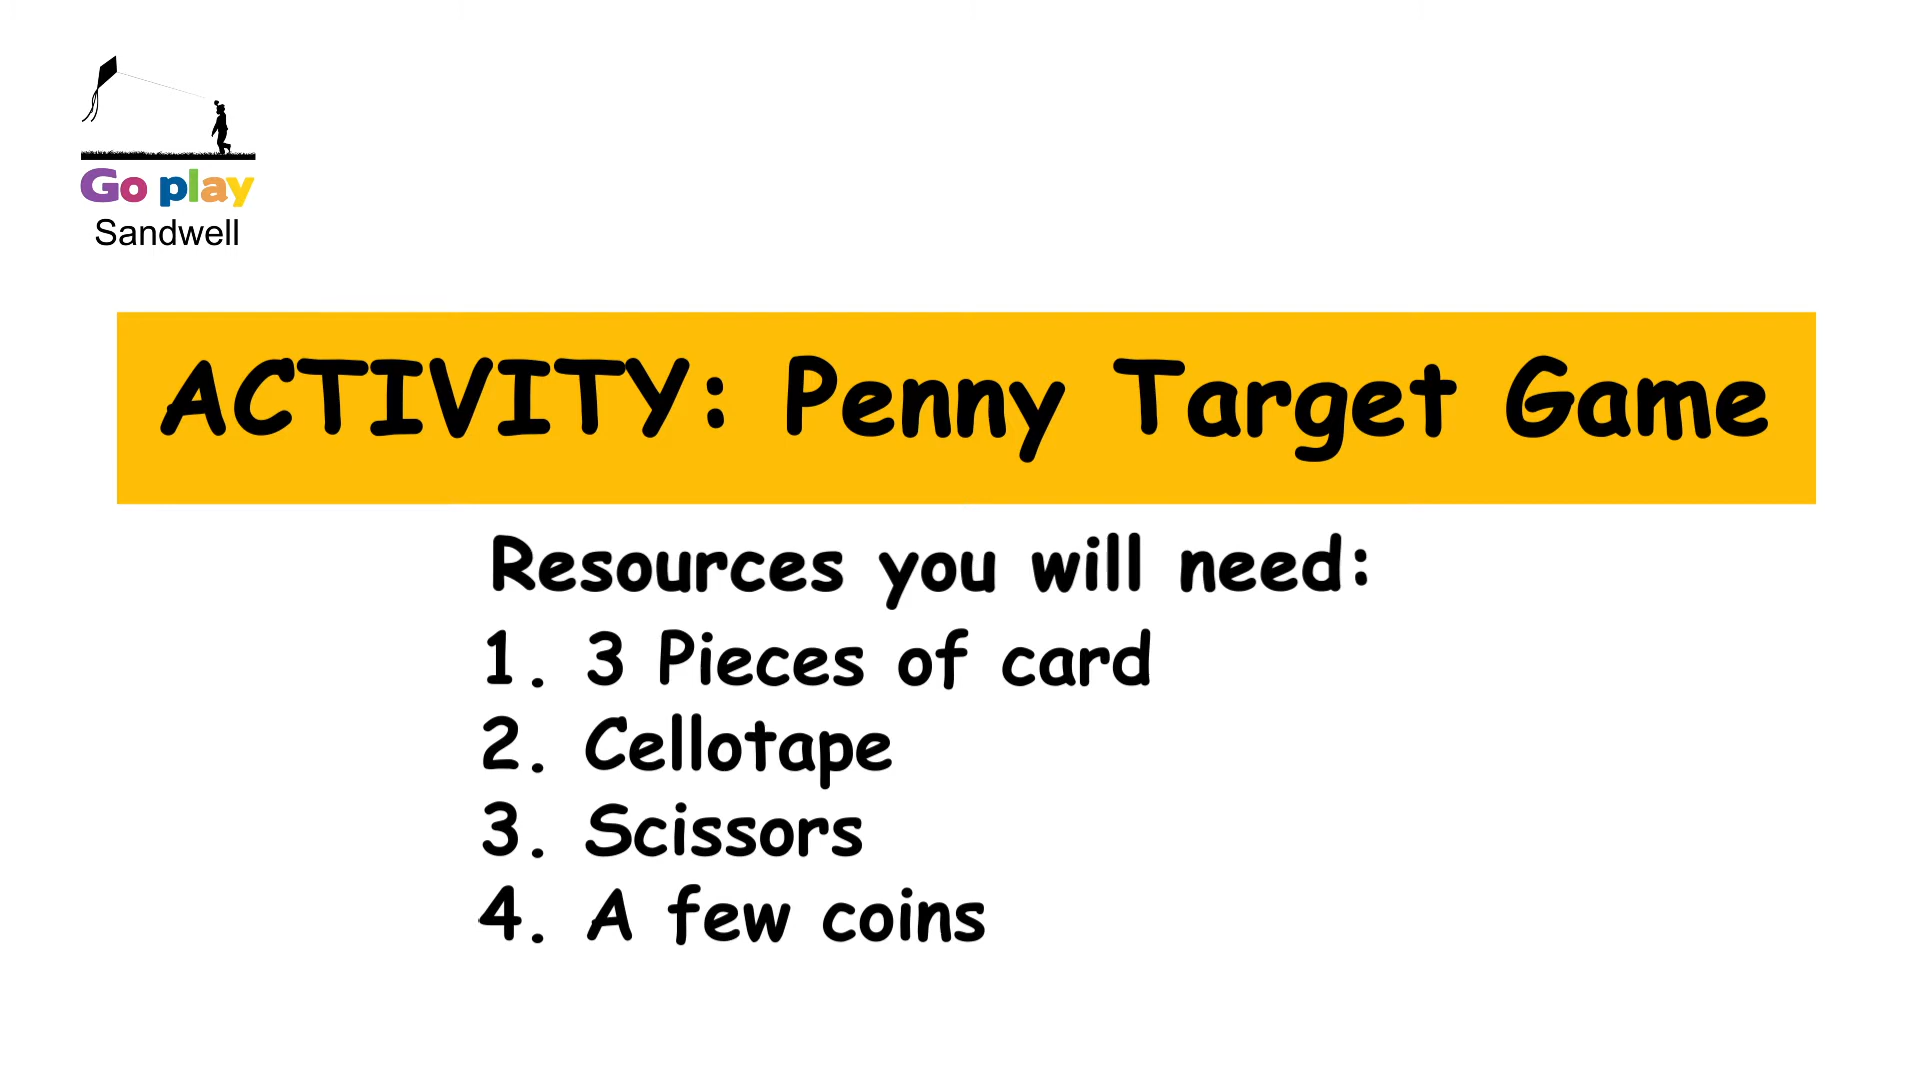 Go play
Sandwell
ACTIVITY: Penny Target Game
Resources you will need:
1. 3 Pieces of card
2. Cellotape
3. Scissors
4. A few coins